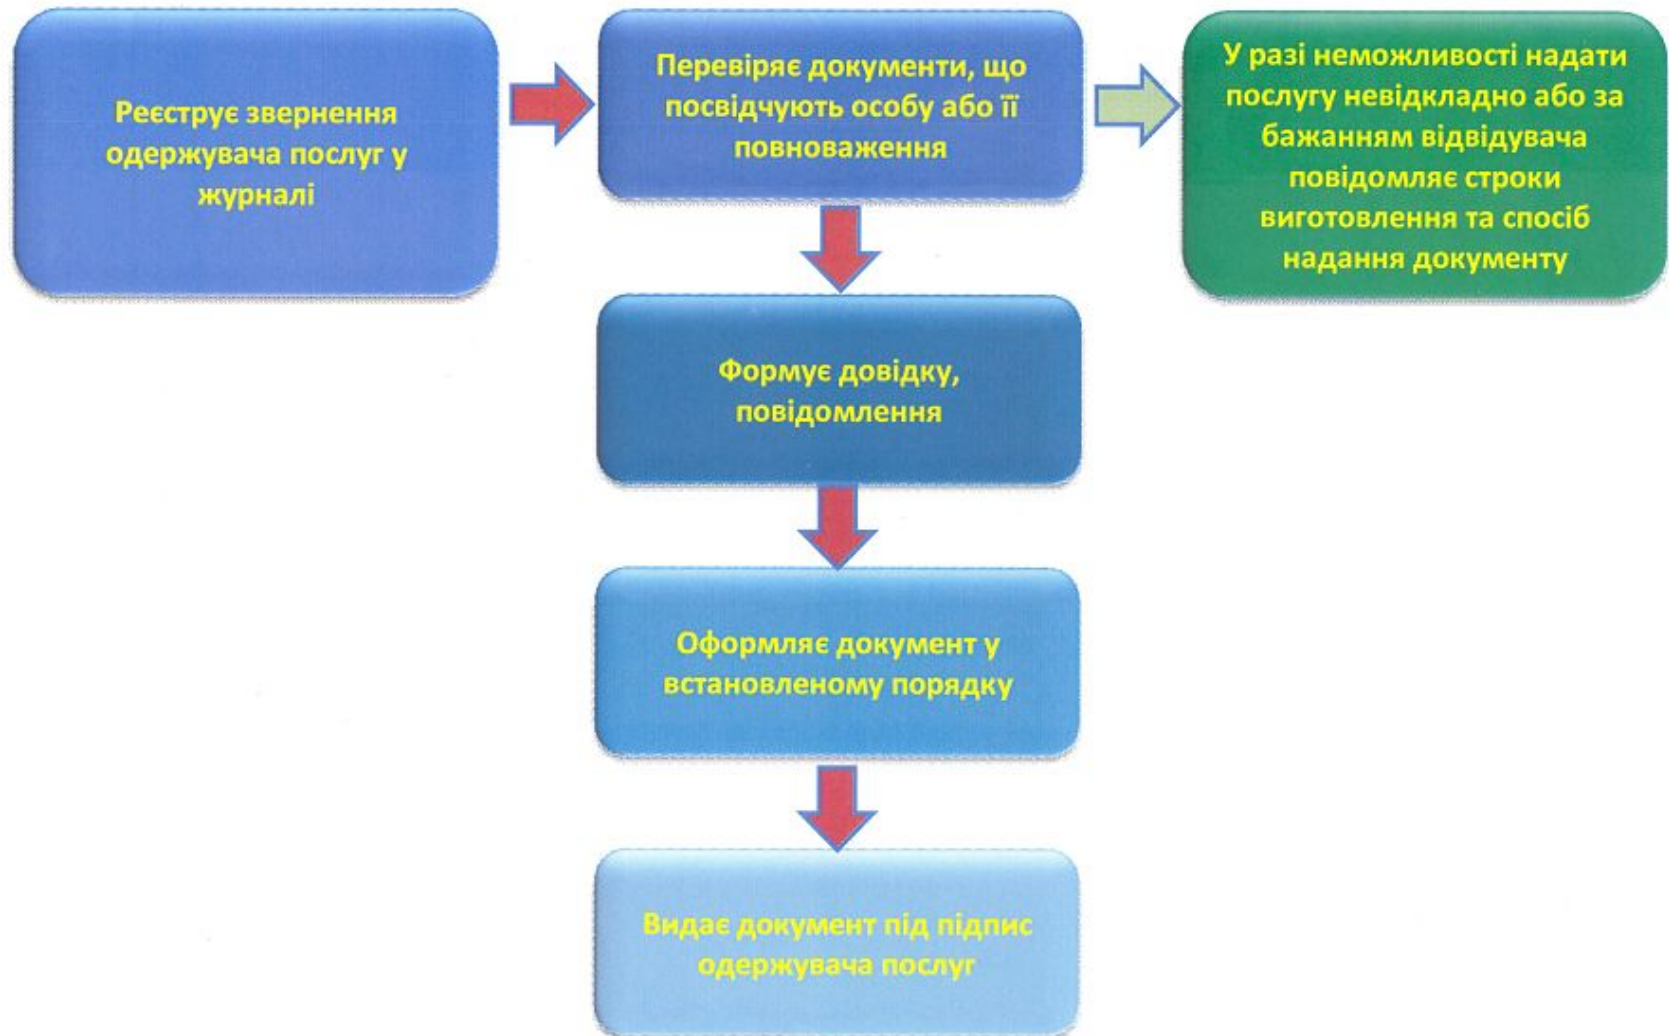 Реєструє звернення
одержувача послуг у
журналі
Перевіряє документи, що
посвідчують особу або її
повноваження
У разі неможливості надати
послугу невідкладно або за
бажанням відвідувача
повідомляє строки
виготовлення та спосіб
надання документу
Формує довідку,
повідомлення
Оформляє документ у
встановленому порядку
Видає документ під підпис
одержувача послуг